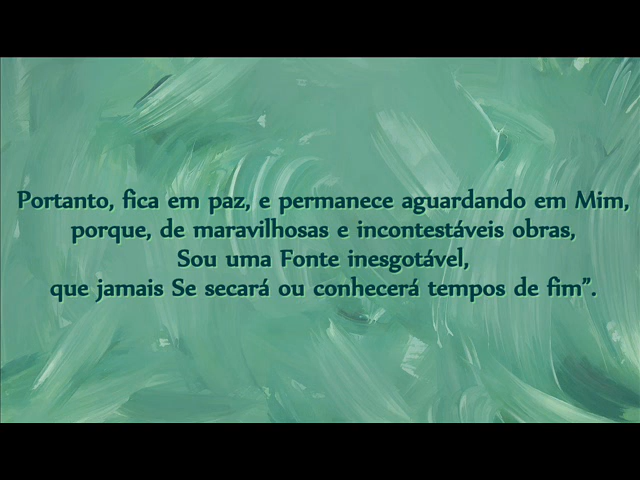 Portanto, fica em paz, e permanece aguardando em Mim,
porque, de maravilhosas e incontestáveis obras,
Sou uma Fonte inesgotável,
que jamais Se secará ou conhecerá tempos de fim”.